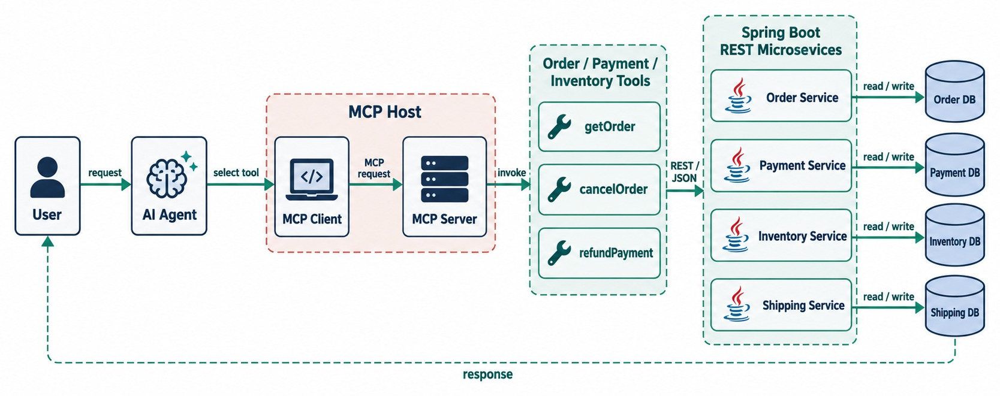 User
request
AI Agent
select tool
MCP Host
MCP Client
MCP
request
MCP Server
invoke
Order / Payment /
Inventory Tools
getOrder
cancelOrder
refundPayment
REST /
JSON
Spring Boot
REST Microsevices
Order Service
Payment Service
Inventory Service
Shipping Service
read / write
Order DB
read / write
Payment DB
read / write
Inventory DB
read / write
Shipping DB
response